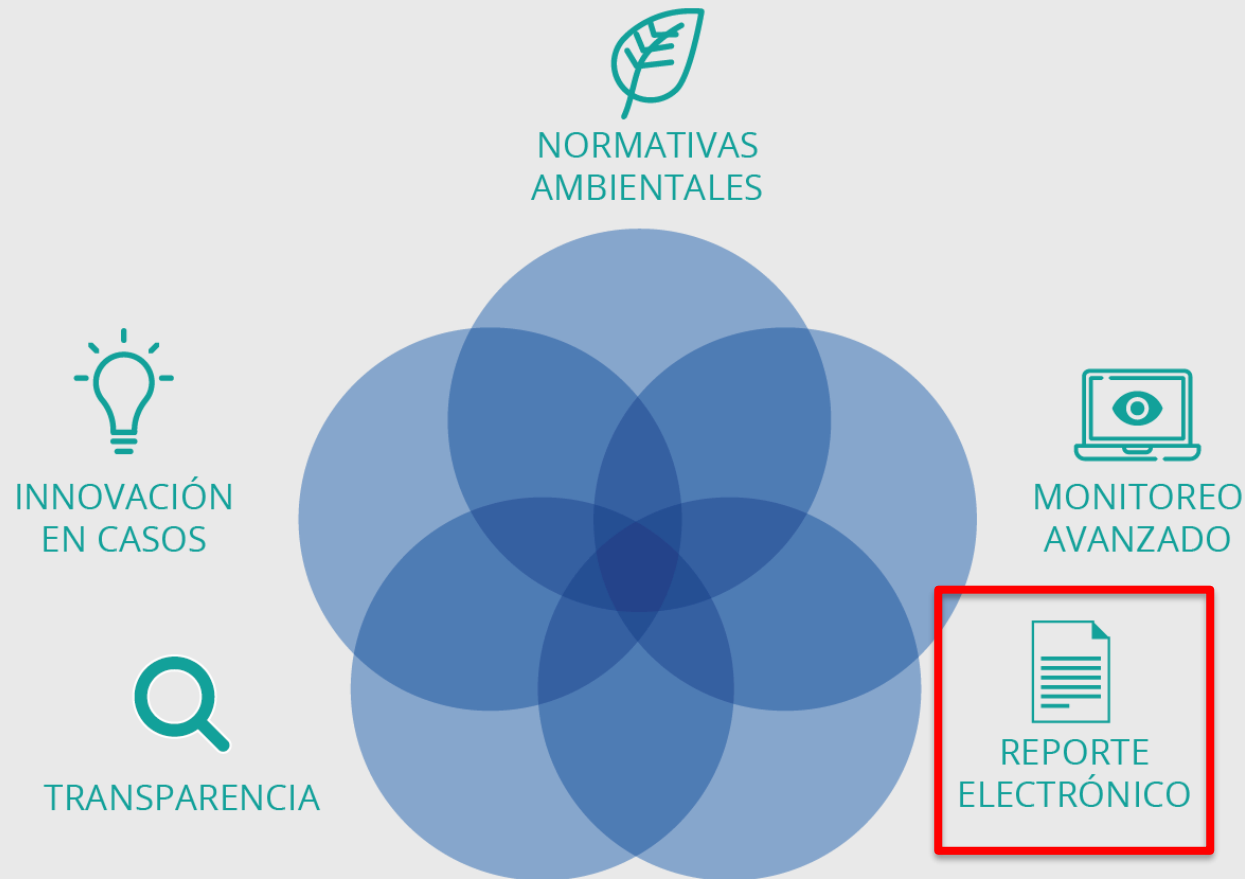 NORMATIVAS
AMBIENTALES
INNOVACIÓN
EN CASOS
MONITOREO
AVANZADO
TRANSPARENCIA
REPORTE
ELECTRÓNICO